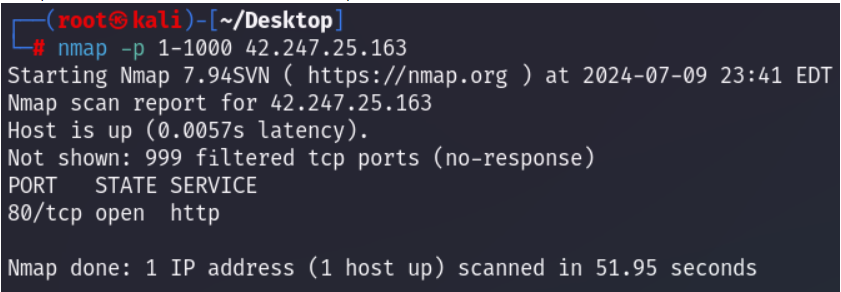 ┌──(root㉿kali)-[~/Desktop]
└─# nmap -p 1-1000 42.247.25.163
Starting Nmap 7.94SVN ( https://nmap.org ) at 2024-07-09 23:41 EDT
Nmap scan report for 42.247.25.163
Host is up (0.0057s latency).
Not shown: 999 filtered tcp ports (no-response)
PORT   STATE SERVICE
80/tcp open  http
Nmap done: 1 IP address (1 host up) scanned in 51.95 seconds